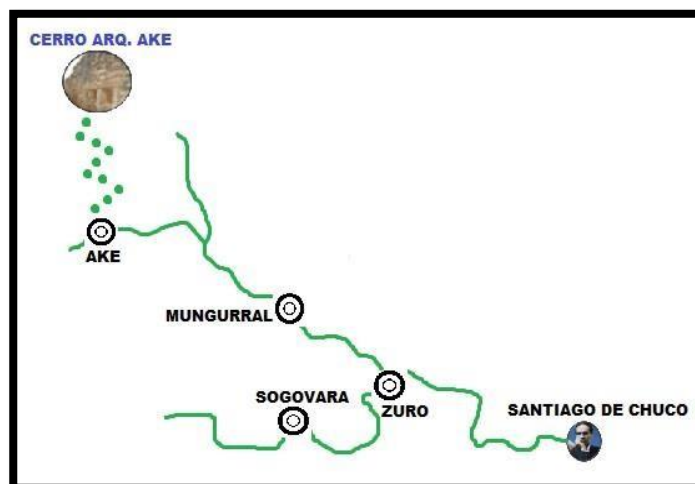 CERRO ARQ. AKE
AKE
MUNGURRAL
SOGOVARA
ZURO
SANTIAGO DE CHUCO